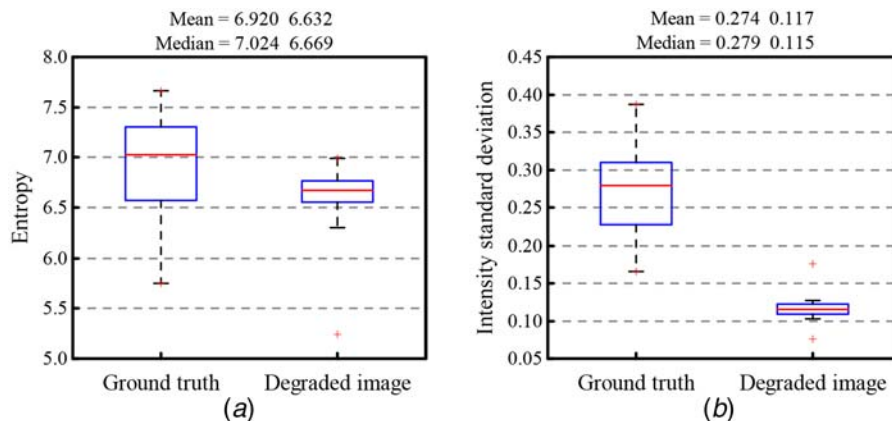 Mean = 6.920 6.632
Median = 7.024 6.669
8.0
7.5
7.0
6.5
6.0
5.5
5.0
Entropy
Ground truth Degraded image
(a)
Mean = 0.274 0.117
Median = 0.279 0.115
0.45
0.40
0.35
0.30
0.25
0.20
0.15
0.10
0.05
Intensity standard deviation
Ground truth Degraded image
(b)